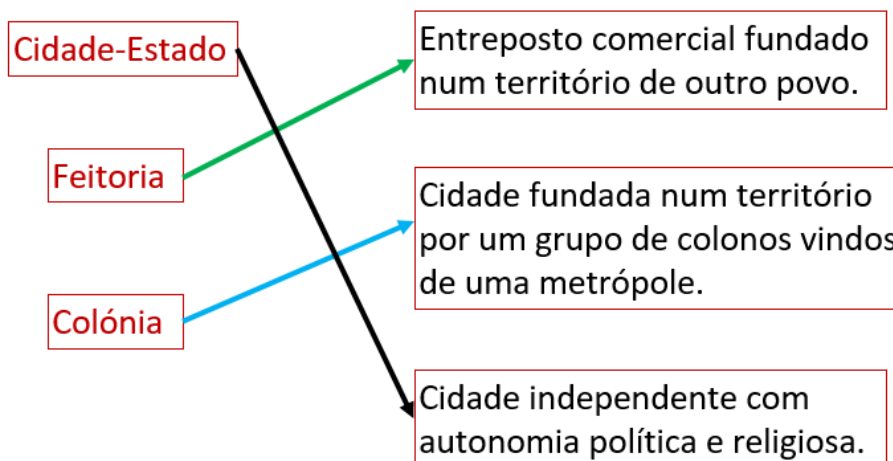 Cidade-Estado
Feitoria
Colónia
Entreposto comercial fundado
num território de outro povo.
Cidade fundada num território
por um grupo de colonos vindos
de uma metrópole.
Cidade independente com
autonomia política e religiosa.